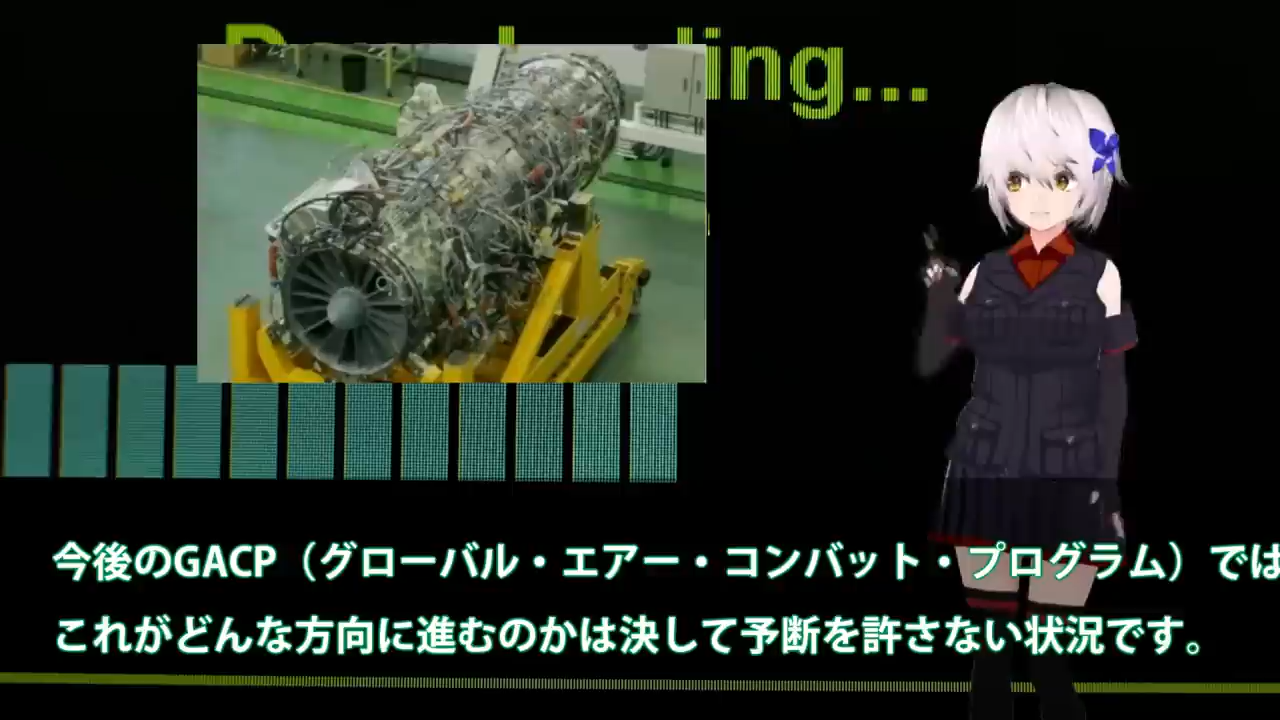 ing...
今後のGACP（グローバル・エアー・コンバット・プログラム）では
これがどんな方向に進むのかは決して予断を許さない状況です。